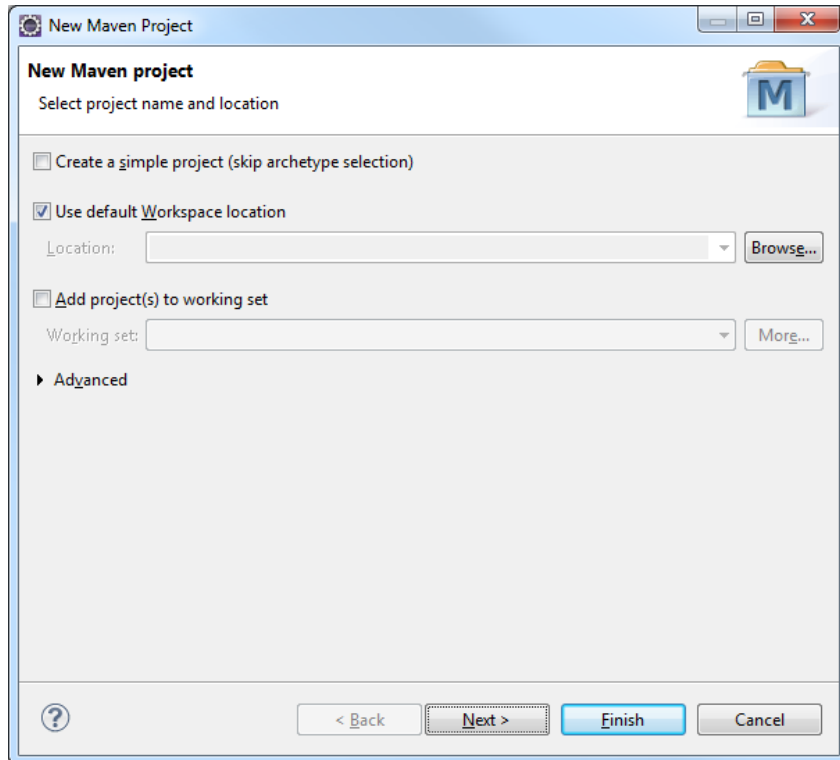 New Maven Project
New Maven project
Select project name and location
M
Create a simple project (skip archetype selection)
Use default Workspace location
Location:
Browse...
Add project(s) to working set
Working set:
More...
Advanced
?
< Back
Next >
Finish
Cancel